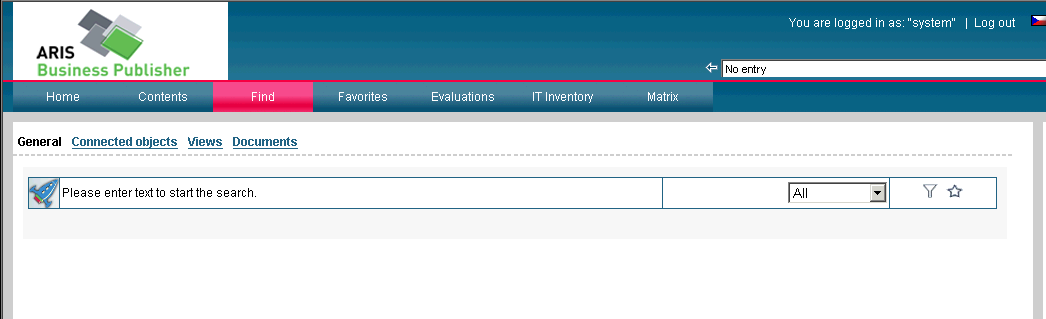 ARIS
Business Publisher
You are logged in as: "system" | Log out
No entry
Home Contents Find Favorites Evaluations IT Inventory Matrix
General Connected objects Views Documents
Please enter text to start the search. All